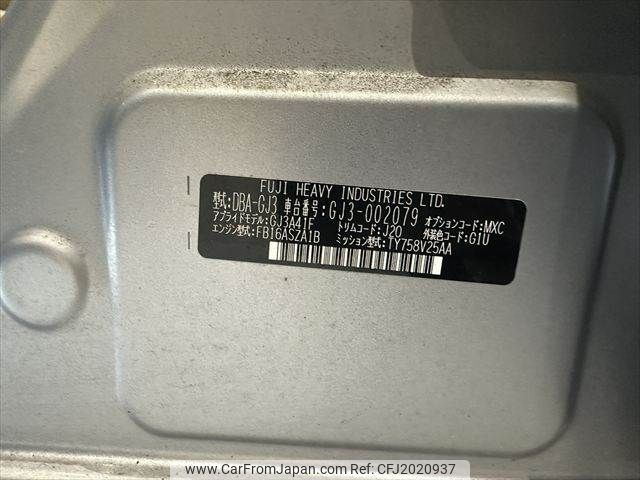 FUJI HEAVY INDUSTRIES LTD.
型式:DBA-GJ3 車台番号:GJ3-002079 オプションコード:MXC
アプライドモデル:GJ3A41F トリムコード:J20 外装色コード:G1U
エンジン型式:FB16ASZA1B ミッション型式:TY758V25AA
www.CarFromJapan.com - Ref No: CFJ2020937